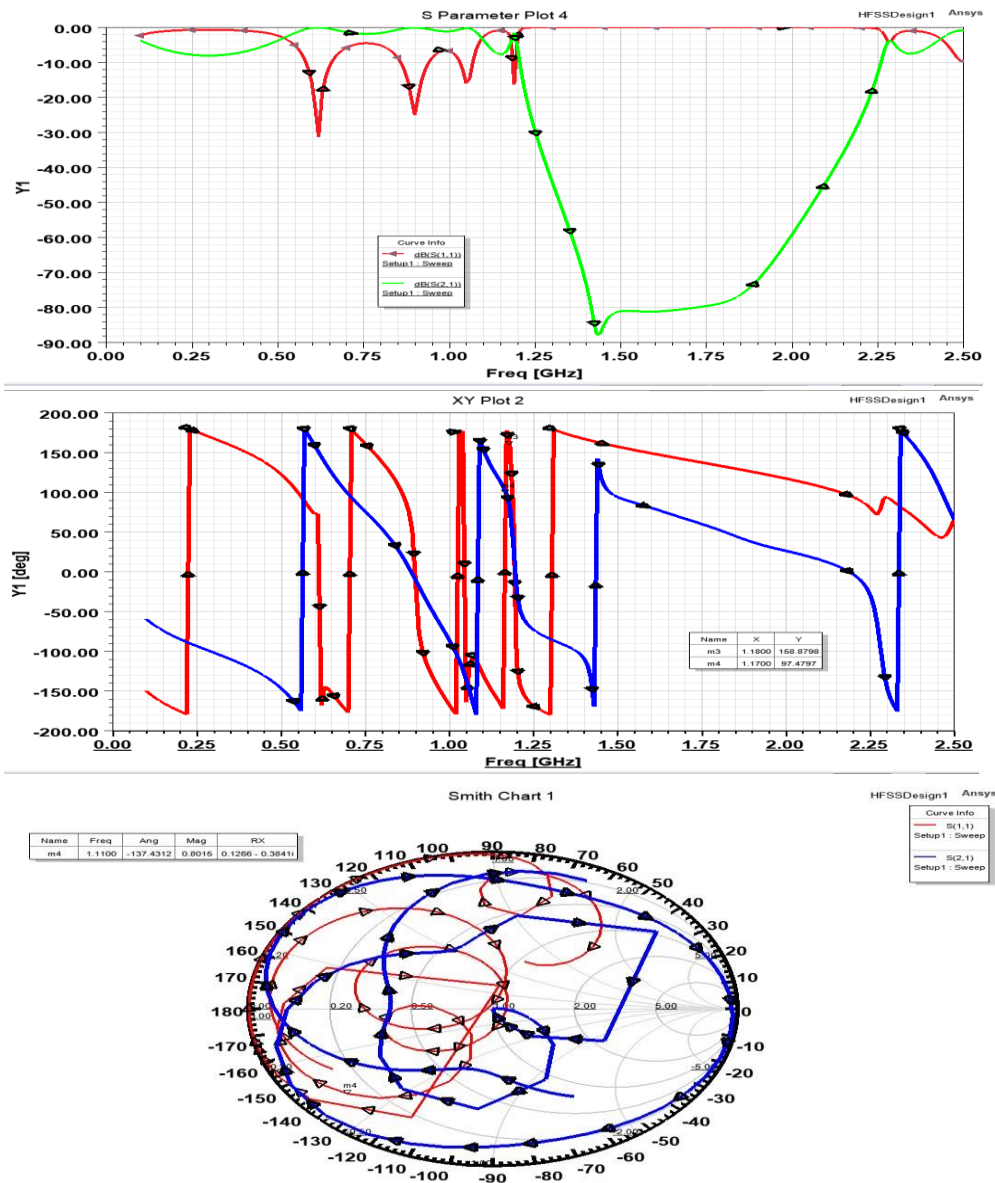 S Parameter Plot 4
HFSSDesign1 Ansys
0.00
-10.00
-20.00
-30.00
-40.00
-50.00
-60.00
-70.00
-80.00
-90.00
Y1
Curve Info
dB(S(1,1))
Setup1 : Sweep
dB(S(2,1))
Setup1 : Sweep
0.00 0.25 0.50 0.75 1.00 1.25 1.50 1.75 2.00 2.25 2.50
Freq [GHz]
XY Plot 2
HFSSDesign1 Ansys
200.00
150.00
100.00
50.00
0.00
-50.00
-100.00
-150.00
-200.00
Y1 [deg]
Name X Y
m3 1.1800 158.8798
m4 1.1700 97.4797
0.00 0.25 0.50 0.75 1.00 1.25 1.50 1.75 2.00 2.25 2.50
Freq [GHz]
Smith Chart 1
HFSSDesign1 Ansys
Curve Info
S(1,1)
Setup1 : Sweep
S(2,1)
Setup1 : Sweep
Name Freq Ang Mag RX
m4 1.1100 -137.4312 0.8015 0.1266 - 0.3841i
120 110 100 90 80 70 60
130 50
140 40
150 30
160 20
170 10
180 0
-170 -10
-160 -20
-150 -30
-140 -40
-130 -50
-120 -110 -100 -90 -80 -70 -60
2.00
5.00
0.20 0.50 1.00 2.00 5.00
m4
-5.00
-2.00